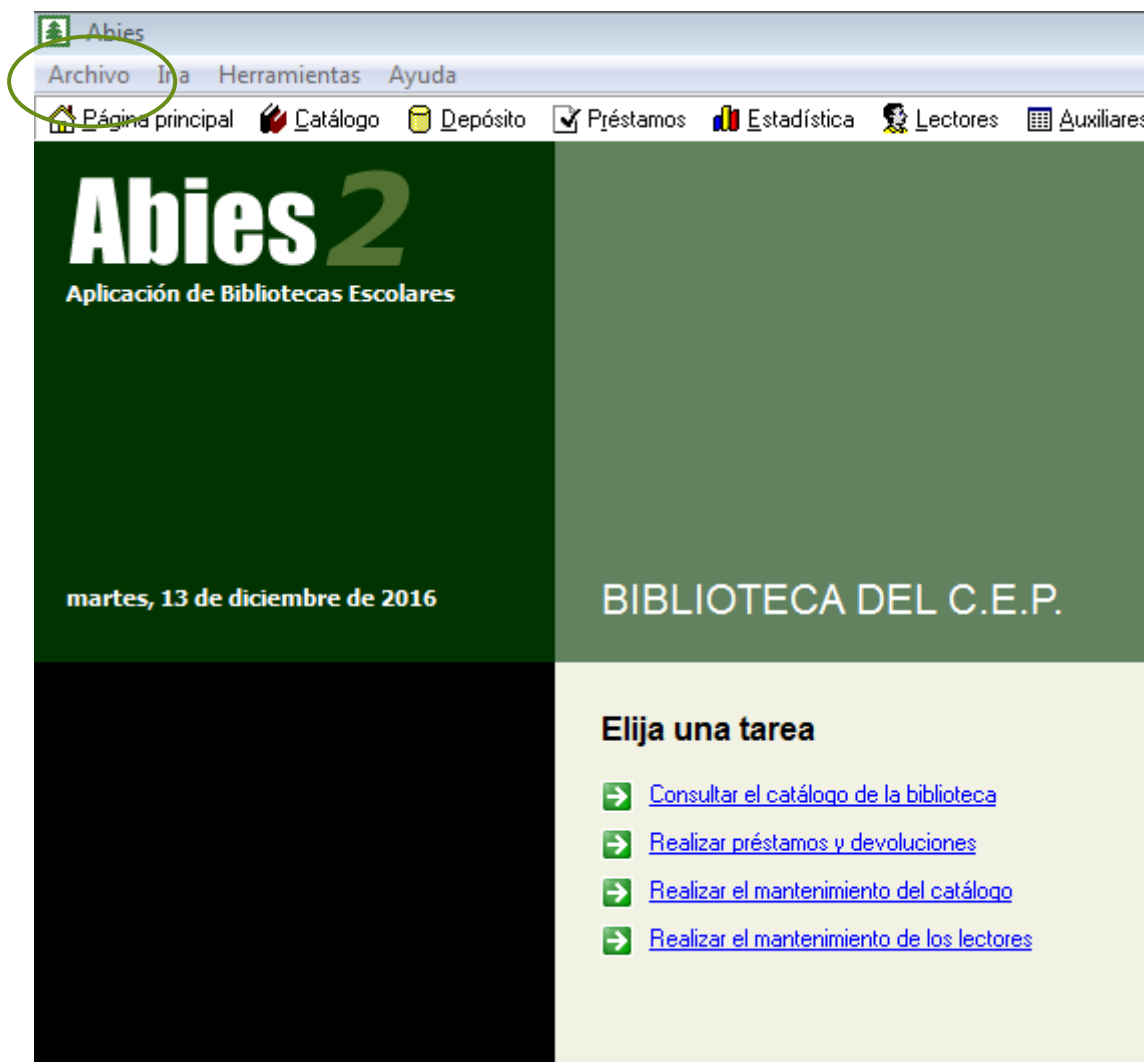 Abies
Archivo Ir a Herramientas Ayuda
Página principal Catálogo Depósito Préstamos Estadística Lectores Auxiliares
Abies 2
Aplicación de Bibliotecas Escolares
martes, 13 de diciembre de 2016
BIBLIOTECA DEL C.E.P.
Elija una tarea
Consultar el catálogo de la biblioteca
Realizar préstamos y devoluciones
Realizar el mantenimiento del catálogo
Realizar el mantenimiento de los lectores